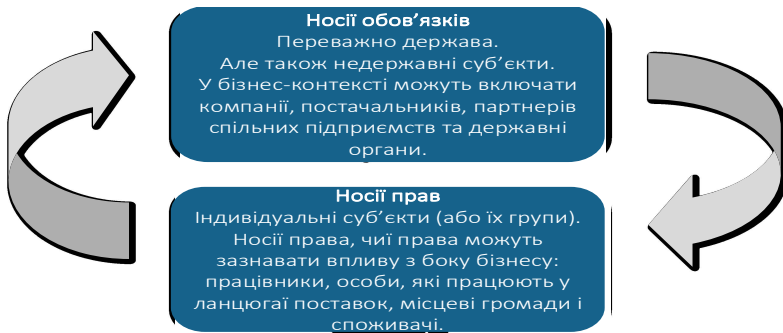 Носії обов’язків
Переважно держава.
Але також недержавні суб’єкти.
У бізнес-контексті можуть включати
компанії, постачальників, партнерів
спільних підприємств та державні
органи.
Носії прав
Індивідуальні суб’єкти (або їх групи).
Носії права, чиї права можуть
зазнавати впливу з боку бізнесу:
працівники, особи, які працюють у
ланцюгаї поставок, місцеві громади і
споживачі.